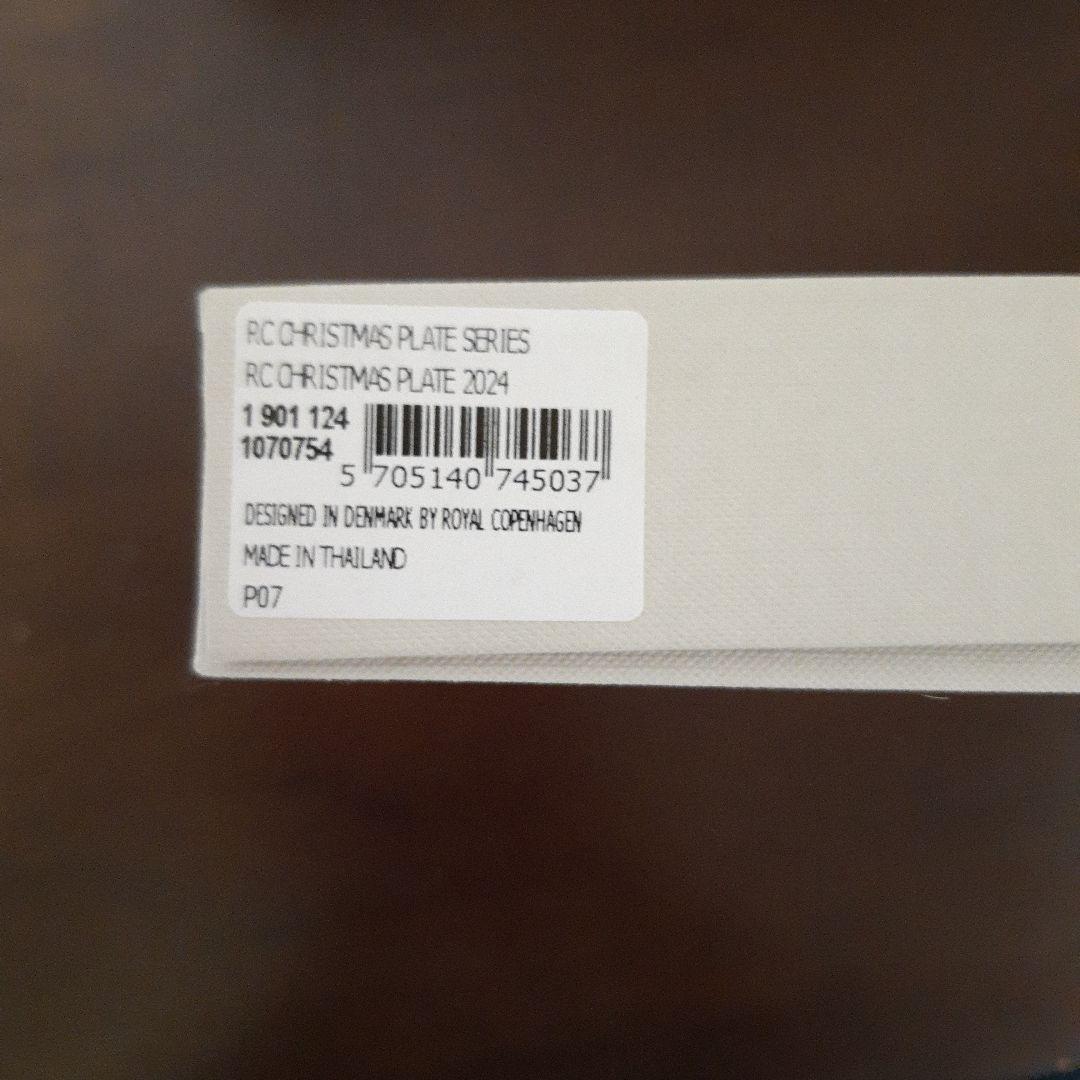 RC CHRISTMAS PLATE SERIES
RC CHRISTMAS PLATE 2024
1 901 124
1070754
5 705140 745037
DESIGNED IN DENMARK BY ROYAL COPENHAGEN
MADE IN THAILAND
P07